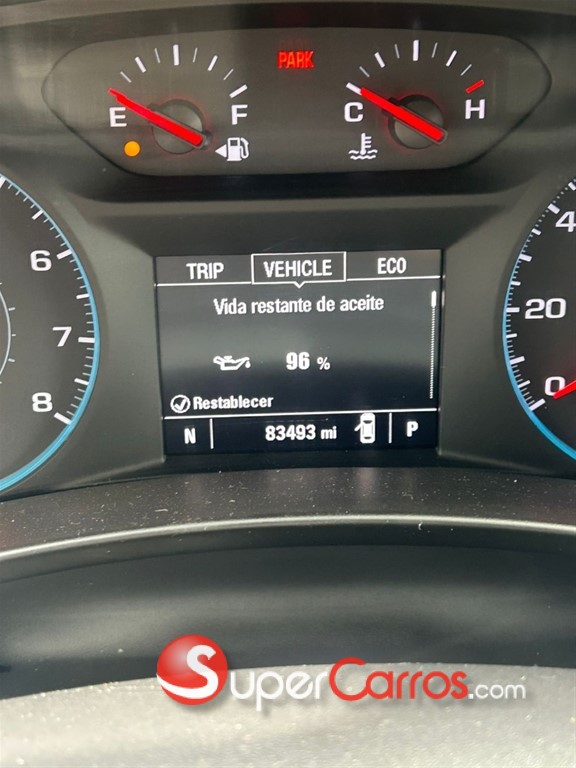 PARK
E F C H
TRIP VEHICLE ECO
Vida restante de aceite
96 %
Restablecer
N 83493 mi P
6
7
8
4
20
0
SuperCarros.com